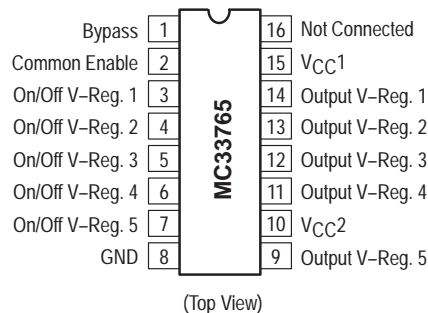 Bypass 1 16 Not Connected
Common Enable 2 15 VCC1
On/Off V–Reg. 1 3 14 Output V–Reg. 1
On/Off V–Reg. 2 4 13 Output V–Reg. 2
On/Off V–Reg. 3 5 12 Output V–Reg. 3
On/Off V–Reg. 4 6 11 Output V–Reg. 4
On/Off V–Reg. 5 7 10 VCC2
GND 8 9 Output V–Reg. 5
MC33765
(Top View)